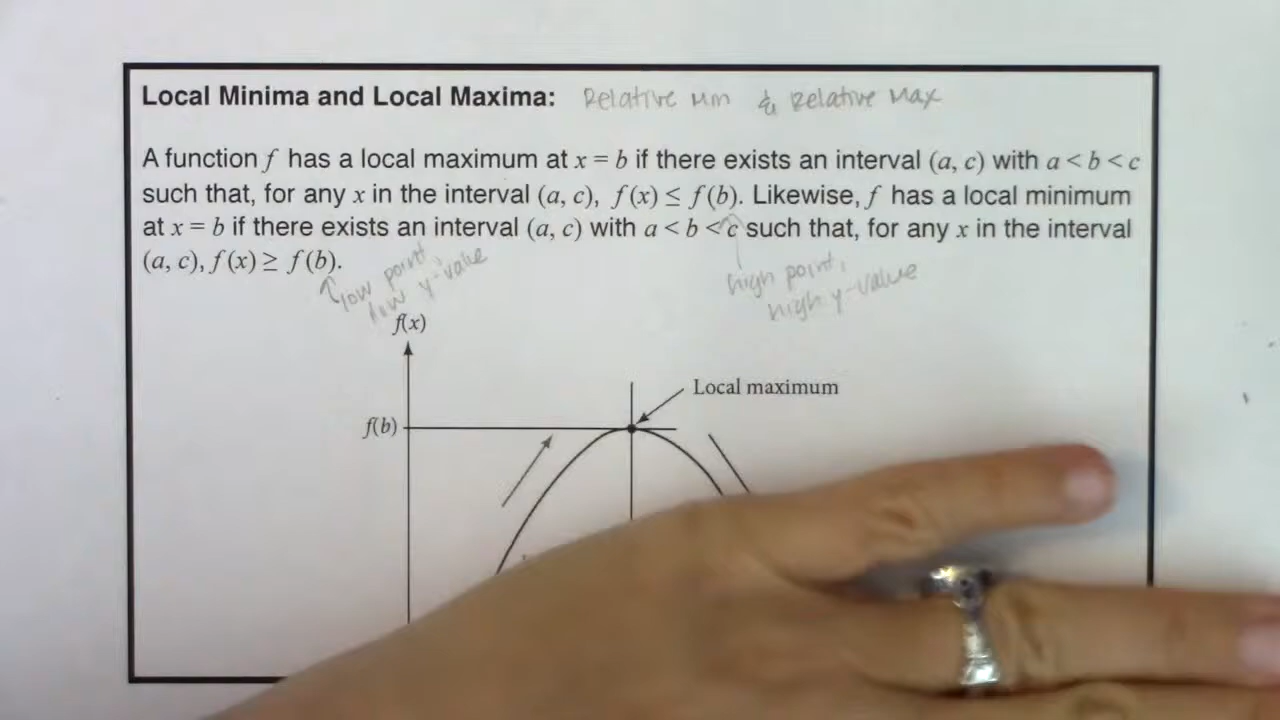 Local Minima and Local Maxima: Relative Min & Relative Max
A function f has a local maximum at x = b if there exists an interval (a, c) with a < b < c
such that, for any x in the interval (a, c), f(x) ≤ f(b). Likewise, f has a local minimum
at x = b if there exists an interval (a, c) with a < b < c such that, for any x in the interval
(a, c), f(x) ≥ f(b).
low point,
low y-value
high point,
high y-value
f(x)
Local maximum
f(b)